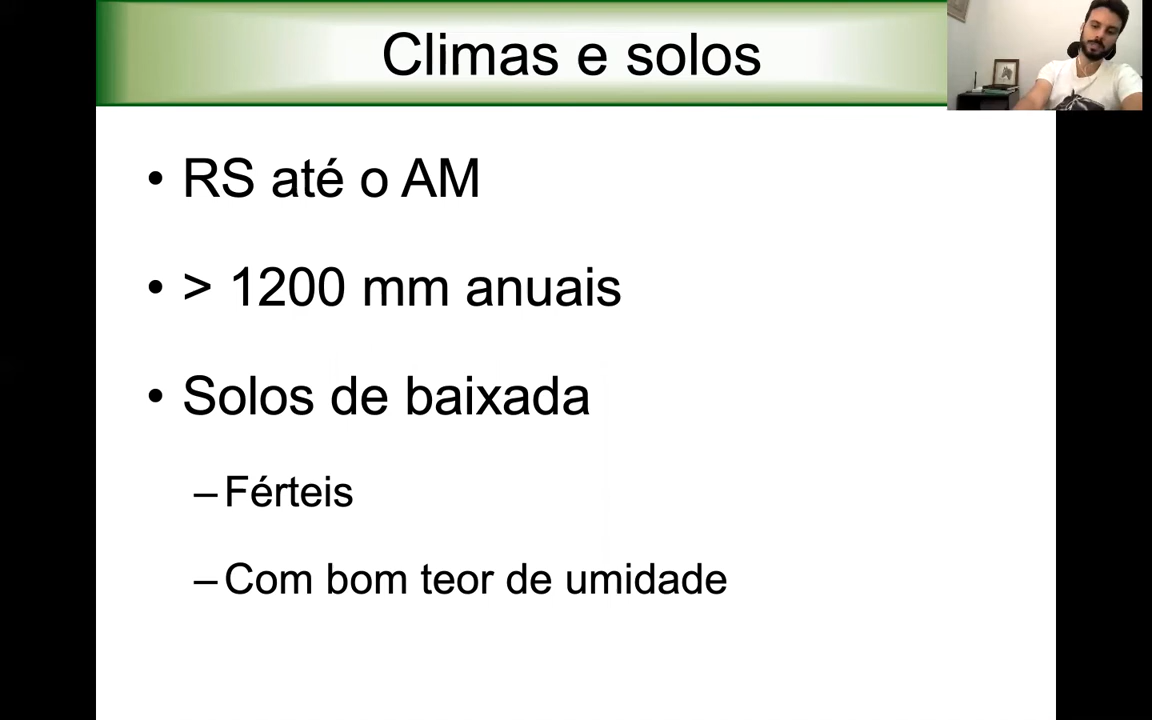 Climas e solos
• RS até o AM
• > 1200 mm anuais
• Solos de baixada
– Férteis
– Com bom teor de umidade